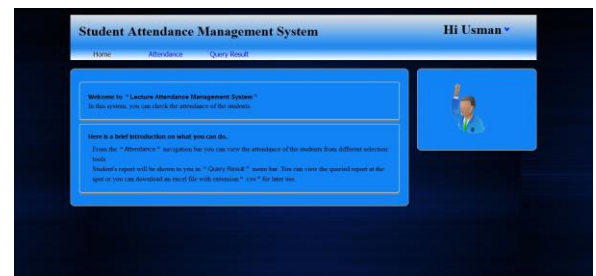 Student Attendance Management System
Hi Usman
Home Attendance Query Result
Welcome to "Lecture Attendance Management System"
In this system, you can check the attendance of the students.
Here is a brief introduction on what you can do.
From the "Attendance" navigation bar you can view the attendance of the students from different selection
tools.
Student's report will be shown to you in "Query Result" menu bar. You can view the queried report at the
spot or you can download an excel file with extension ".csv" for later use.